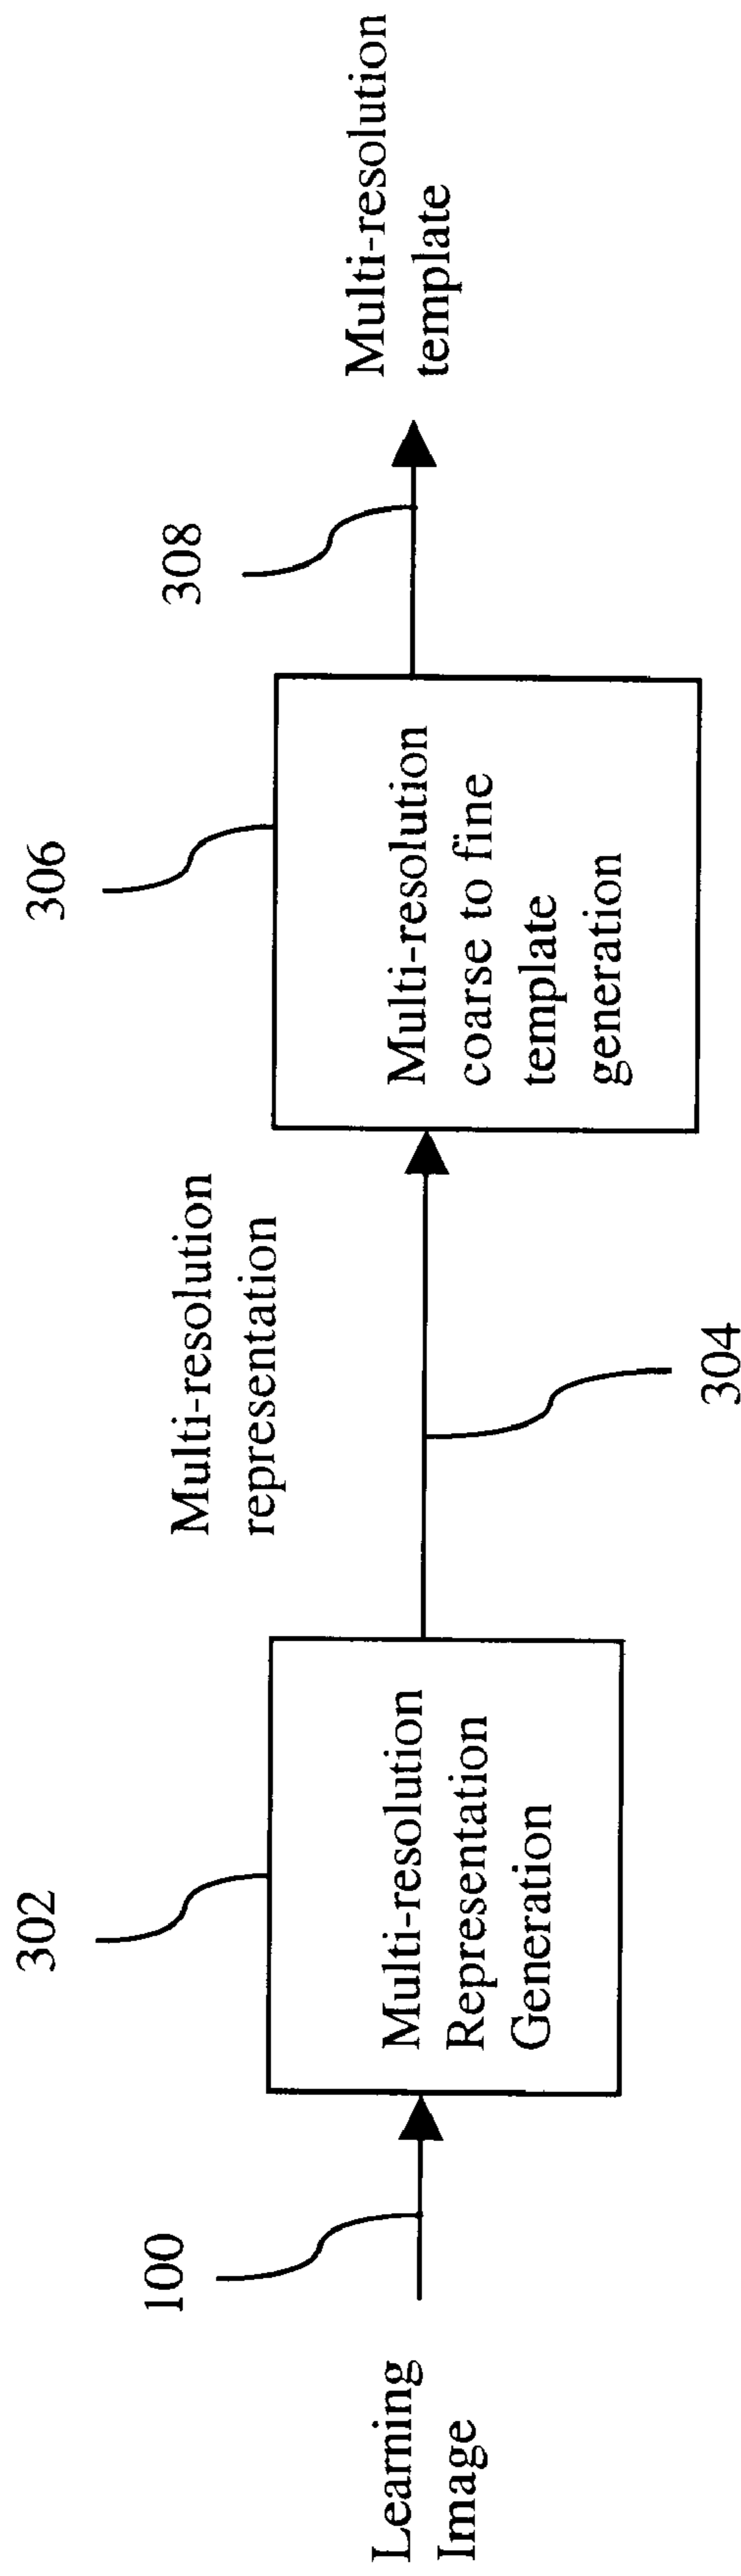 Learning
Image
100
302
Multi-resolution
Representation
Generation
Multi-resolution
representation
304
306
Multi-resolution
coarse to fine
template
generation
308
Multi-resolution
template